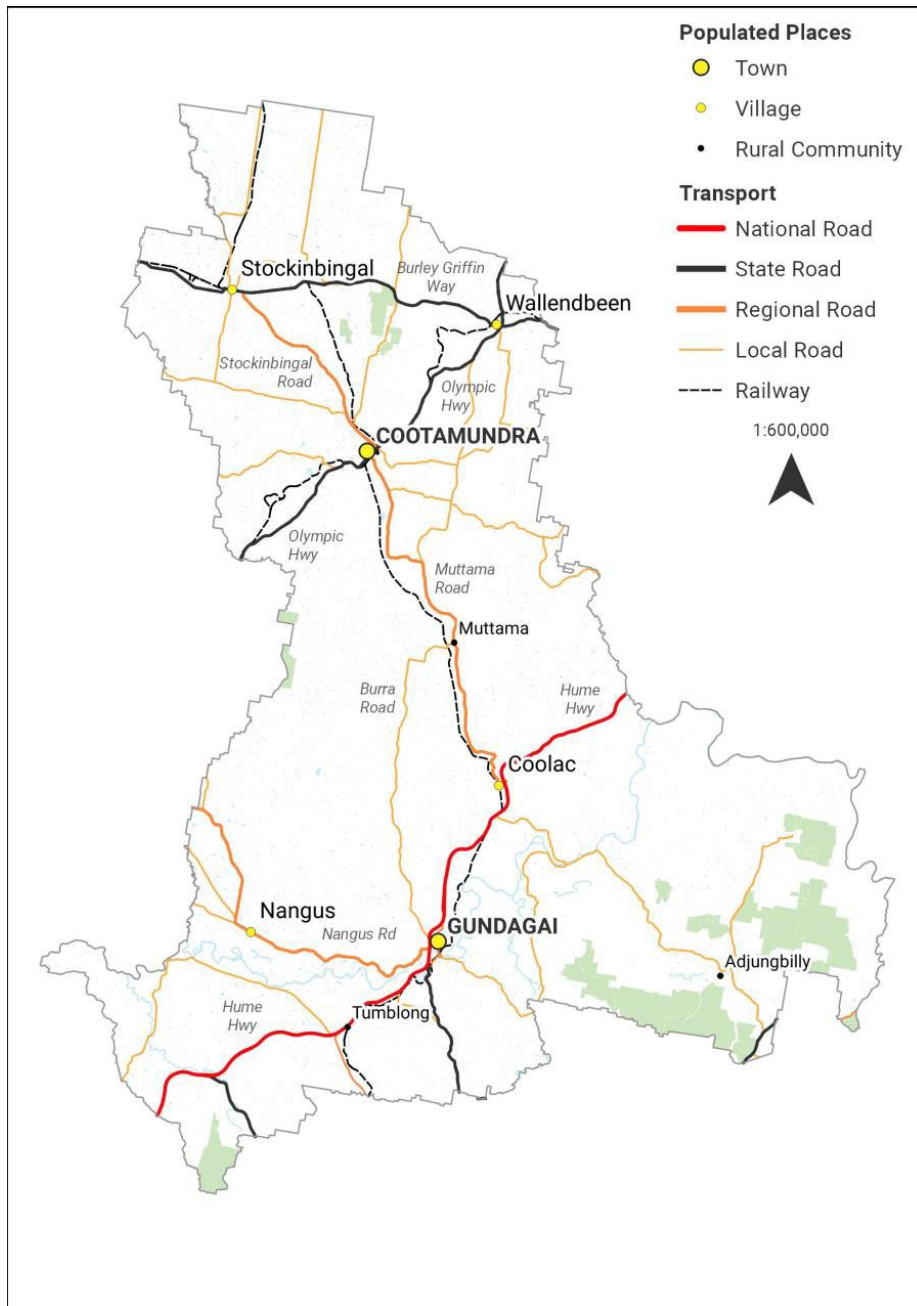 Populated Places
Town
Village
Rural Community
Transport
National Road
State Road
Regional Road
Local Road
Railway
1:600,000
Stockinbingal
Burley Griffin
Way
Wallendbeen
Stockinbingal
Road
Olympic
Hwy
COOTAMUNDRA
Olympic
Hwy
Muttama
Road
Muttama
Burra
Road
Hume
Hwy
Coolac
Nangus
Nangus Rd
GUNDAGAI
Adjungbilly
Hume
Hwy
Tumblong